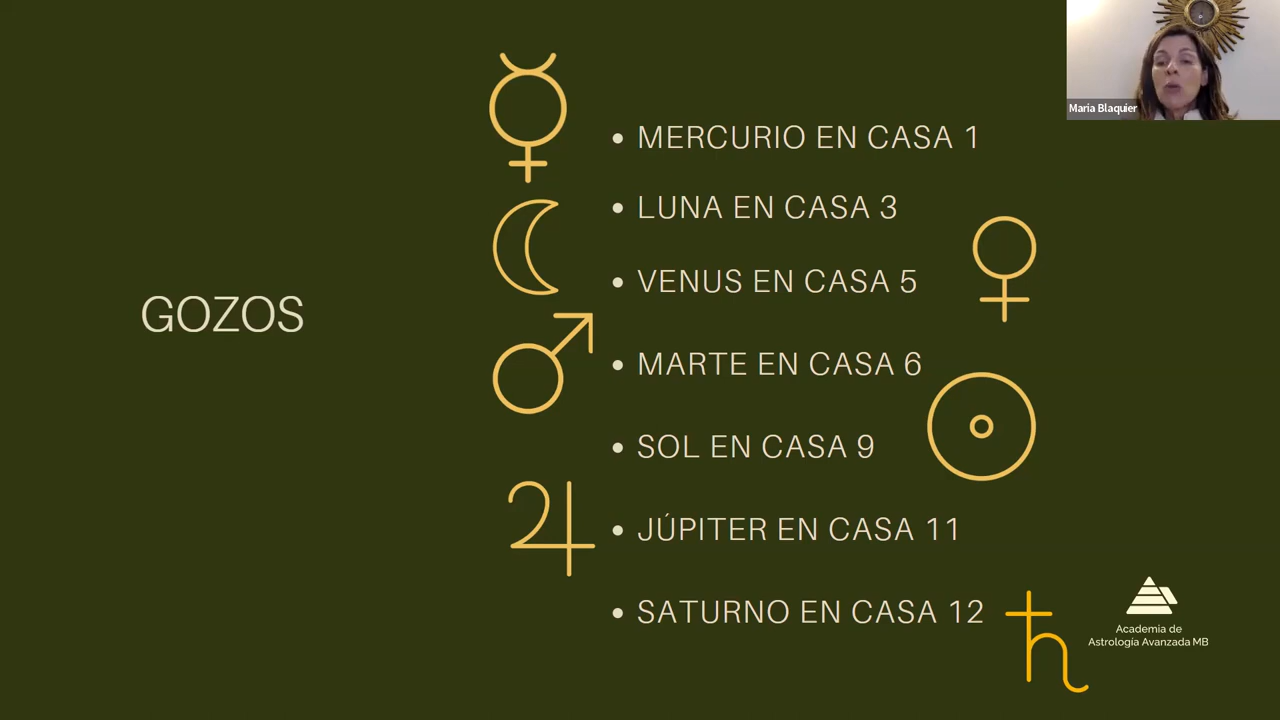 Maria Blaquier
MERCURIO EN CASA 1
LUNA EN CASA 3
VENUS EN CASA 5
GOZOS
MARTE EN CASA 6
SOL EN CASA 9
JÚPITER EN CASA 11
SATURNO EN CASA 12
Academia de
Astrología Avanzada MB